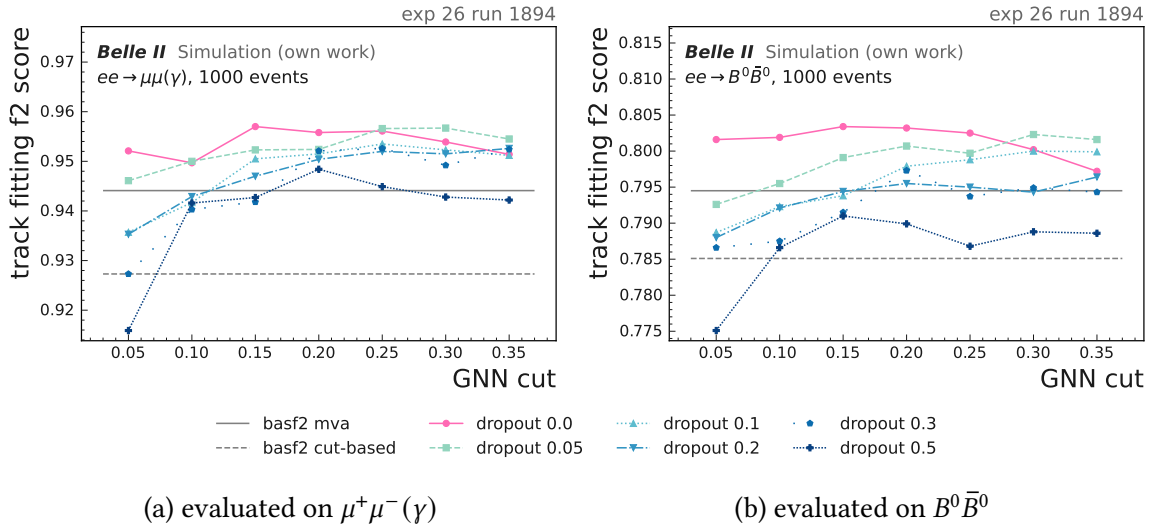 exp 26 run 1894
Belle II Simulation (own work)
ee → μμ(γ), 1000 events
track fitting f2 score
0.97
0.96
0.95
0.94
0.93
0.92
0.05 0.10 0.15 0.20 0.25 0.30 0.35
GNN cut
exp 26 run 1894
Belle II Simulation (own work)
ee → B⁰B̄⁰, 1000 events
track fitting f2 score
0.815
0.810
0.805
0.800
0.795
0.790
0.785
0.780
0.775
0.05 0.10 0.15 0.20 0.25 0.30 0.35
GNN cut
basf2 mva dropout 0.0 dropout 0.1 dropout 0.3
basf2 cut-based dropout 0.05 dropout 0.2 dropout 0.5
(a) evaluated on μ⁺μ⁻(γ)
(b) evaluated on B⁰B̄⁰